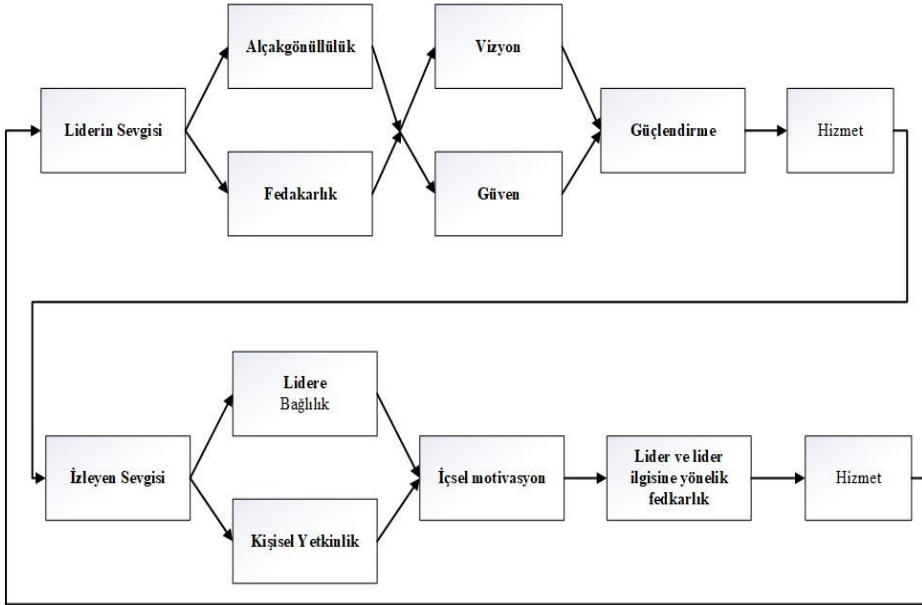 Alçakgönüllülük
Vizyon
Liderin Sevgisi
Güçlendirme
Hizmet
Fedakarlık
Güven
Lidere
Bağlılık
İzleyen Sevgisi
İçsel motivasyon
Lider ve lider
ilgisine yönelik
fedkarlık
Hizmet
Kişisel Yetkinlik